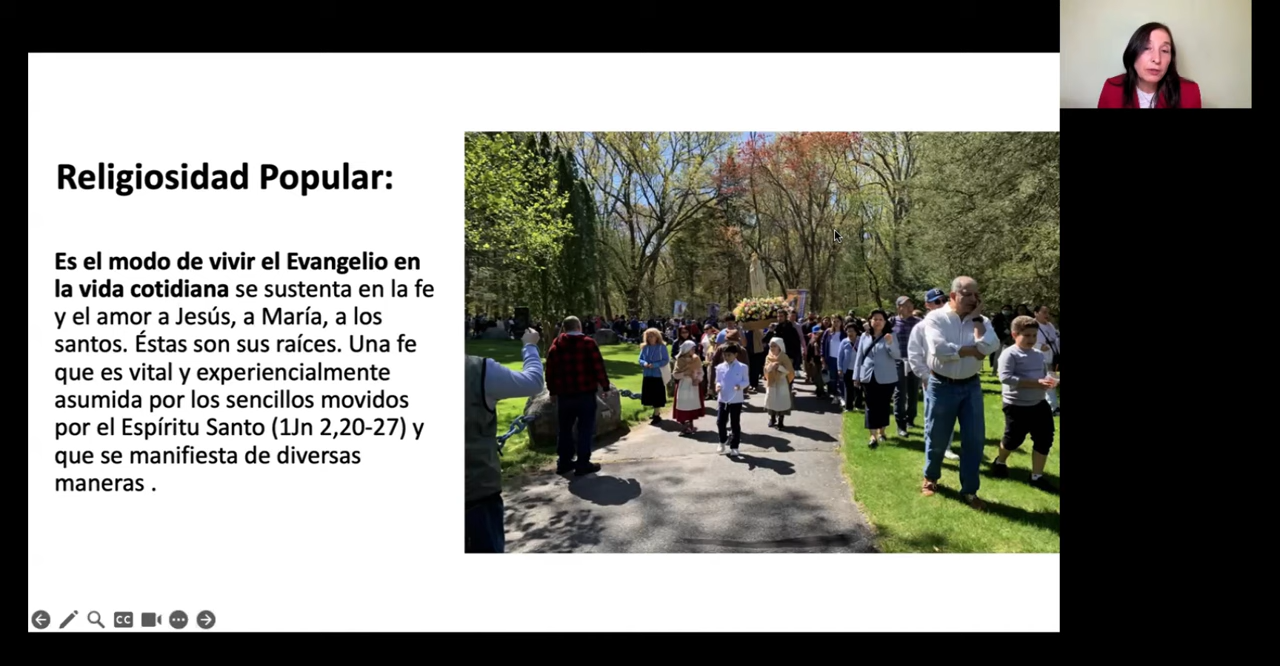 Religiosidad Popular:
Es el modo de vivir el Evangelio en
la vida cotidiana se sustenta en la fe
y el amor a Jesús, a María, a los
santos. Éstas son sus raíces. Una fe
que es vital y experiencialmente
asumida por los sencillos movidos
por el Espíritu Santo (1Jn 2,20-27) y
que se manifiesta de diversas
maneras .
CC